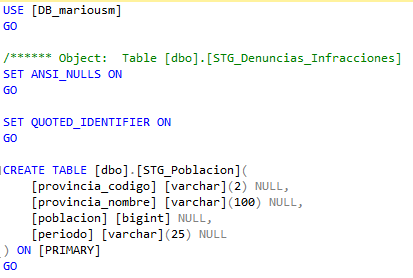 USE [DB_mariousm]
GO
/****** Object:  Table [dbo].[STG_Denuncias_Infracciones]
SET ANSI_NULLS ON
GO
SET QUOTED_IDENTIFIER ON
GO
CREATE TABLE [dbo].[STG_Poblacion](
    [provincia_codigo] [varchar](2) NULL,
    [provincia_nombre] [varchar](100) NULL,
    [poblacion] [bigint] NULL,
    [periodo] [varchar](25) NULL
) ON [PRIMARY]
GO